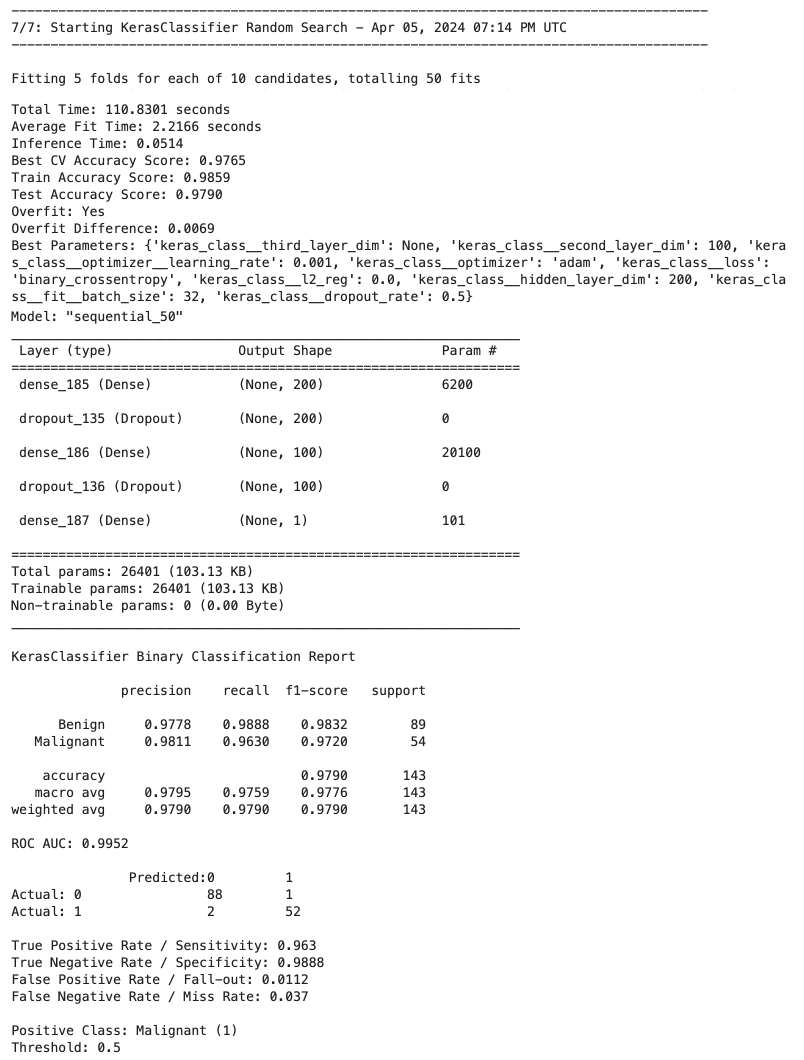 7/7: Starting KerasClassifier Random Search - Apr 05, 2024 07:14 PM UTC
Fitting 5 folds for each of 10 candidates, totalling 50 fits
Total Time: 110.8301 seconds
Average Fit Time: 2.2166 seconds
Inference Time: 0.0514
Best CV Accuracy Score: 0.9765
Train Accuracy Score: 0.9859
Test Accuracy Score: 0.9790
Overfit: Yes
Overfit Difference: 0.0069
Best Parameters: {'keras_class__third_layer_dim': None, 'keras_class__second_layer_dim': 100, 'kera
s_class__optimizer__learning_rate': 0.001, 'keras_class__optimizer': 'adam', 'keras_class__loss':
'binary_crossentropy', 'keras_class__l2_reg': 0.0, 'keras_class__hidden_layer_dim': 200, 'keras_cla
ss__fit__batch_size': 32, 'keras_class__dropout_rate': 0.5}
Model: "sequential_50"
Layer (type) Output Shape Param #
=================================================================
dense_185 (Dense) (None, 200) 6200
dropout_135 (Dropout) (None, 200) 0
dense_186 (Dense) (None, 100) 20100
dropout_136 (Dropout) (None, 100) 0
dense_187 (Dense) (None, 1) 101
=================================================================
Total params: 26401 (103.13 KB)
Trainable params: 26401 (103.13 KB)
Non-trainable params: 0 (0.00 Byte)
KerasClassifier Binary Classification Report
precision recall f1-score support
Benign 0.9778 0.9888 0.9832 89
Malignant 0.9811 0.9630 0.9720 54
accuracy 0.9790 143
macro avg 0.9795 0.9759 0.9776 143
weighted avg 0.9790 0.9790 0.9790 143
ROC AUC: 0.9952
Predicted:0 1
Actual: 0 88 1
Actual: 1 2 52
True Positive Rate / Sensitivity: 0.963
True Negative Rate / Specificity: 0.9888
False Positive Rate / Fall-out: 0.0112
False Negative Rate / Miss Rate: 0.037
Positive Class: Malignant (1)
Threshold: 0.5